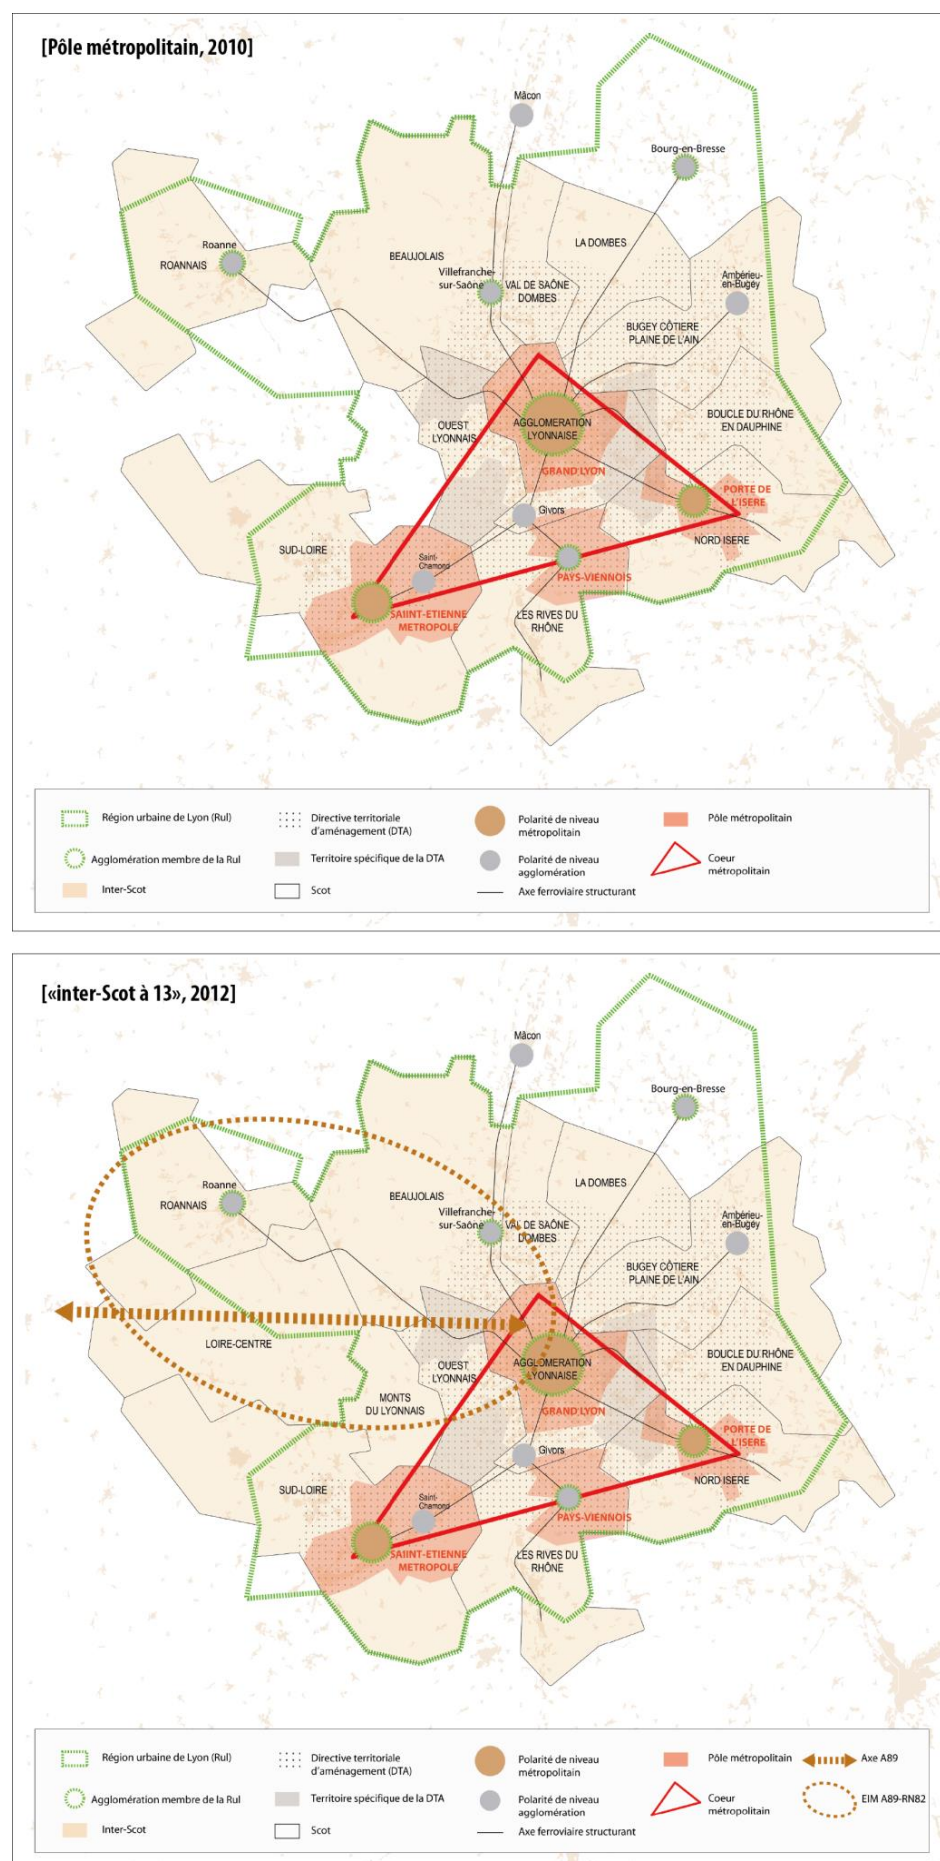 [Pôle métropolitain, 2010]
Mâcon
Bourg-en-Bresse
Roanne
ROANNAIS
BEAUJOLAIS
LA DOMBES
Villefranche-
sur-Saône
VAL DE SAÔNE
DOMBES
Ambérieu-
en-Bugey
BUGEY CÔTIERE
PLAINE DE L'AIN
OUEST
LYONNAIS
AGGLOMERATION
LYONNAISE
BOUCLE DU RHÔNE
EN DAUPHINE
GRAND LYON
PORTE DE
L'ISERE
Givors
NORD ISERE
SUD-LOIRE
Saint-
Chamond
PAYS-VIENNOIS
SAIINT-ETIENNE
METROPOLE
LES RIVES DU
RHÔNE
Région urbaine de Lyon (Rul)
Agglomération membre de la Rul
Inter-Scot
Directive territoriale
d'aménagement (DTA)
Territoire spécifique de la DTA
Scot
Polarité de niveau
métropolitain
Polarité de niveau
agglomération
Axe ferroviaire structurant
Pôle métropolitain
Coeur
métropolitain
[«inter-Scot à 13», 2012]
Mâcon
Bourg-en-Bresse
Roanne
ROANNAIS
BEAUJOLAIS
LA DOMBES
Villefranche-
sur-Saône
VAL DE SAÔNE
DOMBES
Ambérieu-
en-Bugey
BUGEY CÔTIERE
PLAINE DE L'AIN
LOIRE-CENTRE
OUEST
LYONNAIS
AGGLOMERATION
LYONNAISE
BOUCLE DU RHÔNE
EN DAUPHINE
MONTS
DU LYONNAIS
GRAND LYON
PORTE DE
L'ISERE
Givors
NORD ISERE
SUD-LOIRE
Saint-
Chamond
PAYS-VIENNOIS
SAIINT-ETIENNE
METROPOLE
LES RIVES DU
RHÔNE
Région urbaine de Lyon (Rul)
Agglomération membre de la Rul
Inter-Scot
Directive territoriale
d'aménagement (DTA)
Territoire spécifique de la DTA
Scot
Polarité de niveau
métropolitain
Polarité de niveau
agglomération
Axe ferroviaire structurant
Pôle métropolitain
Coeur
métropolitain
Axe A89
EIM A89-RN82